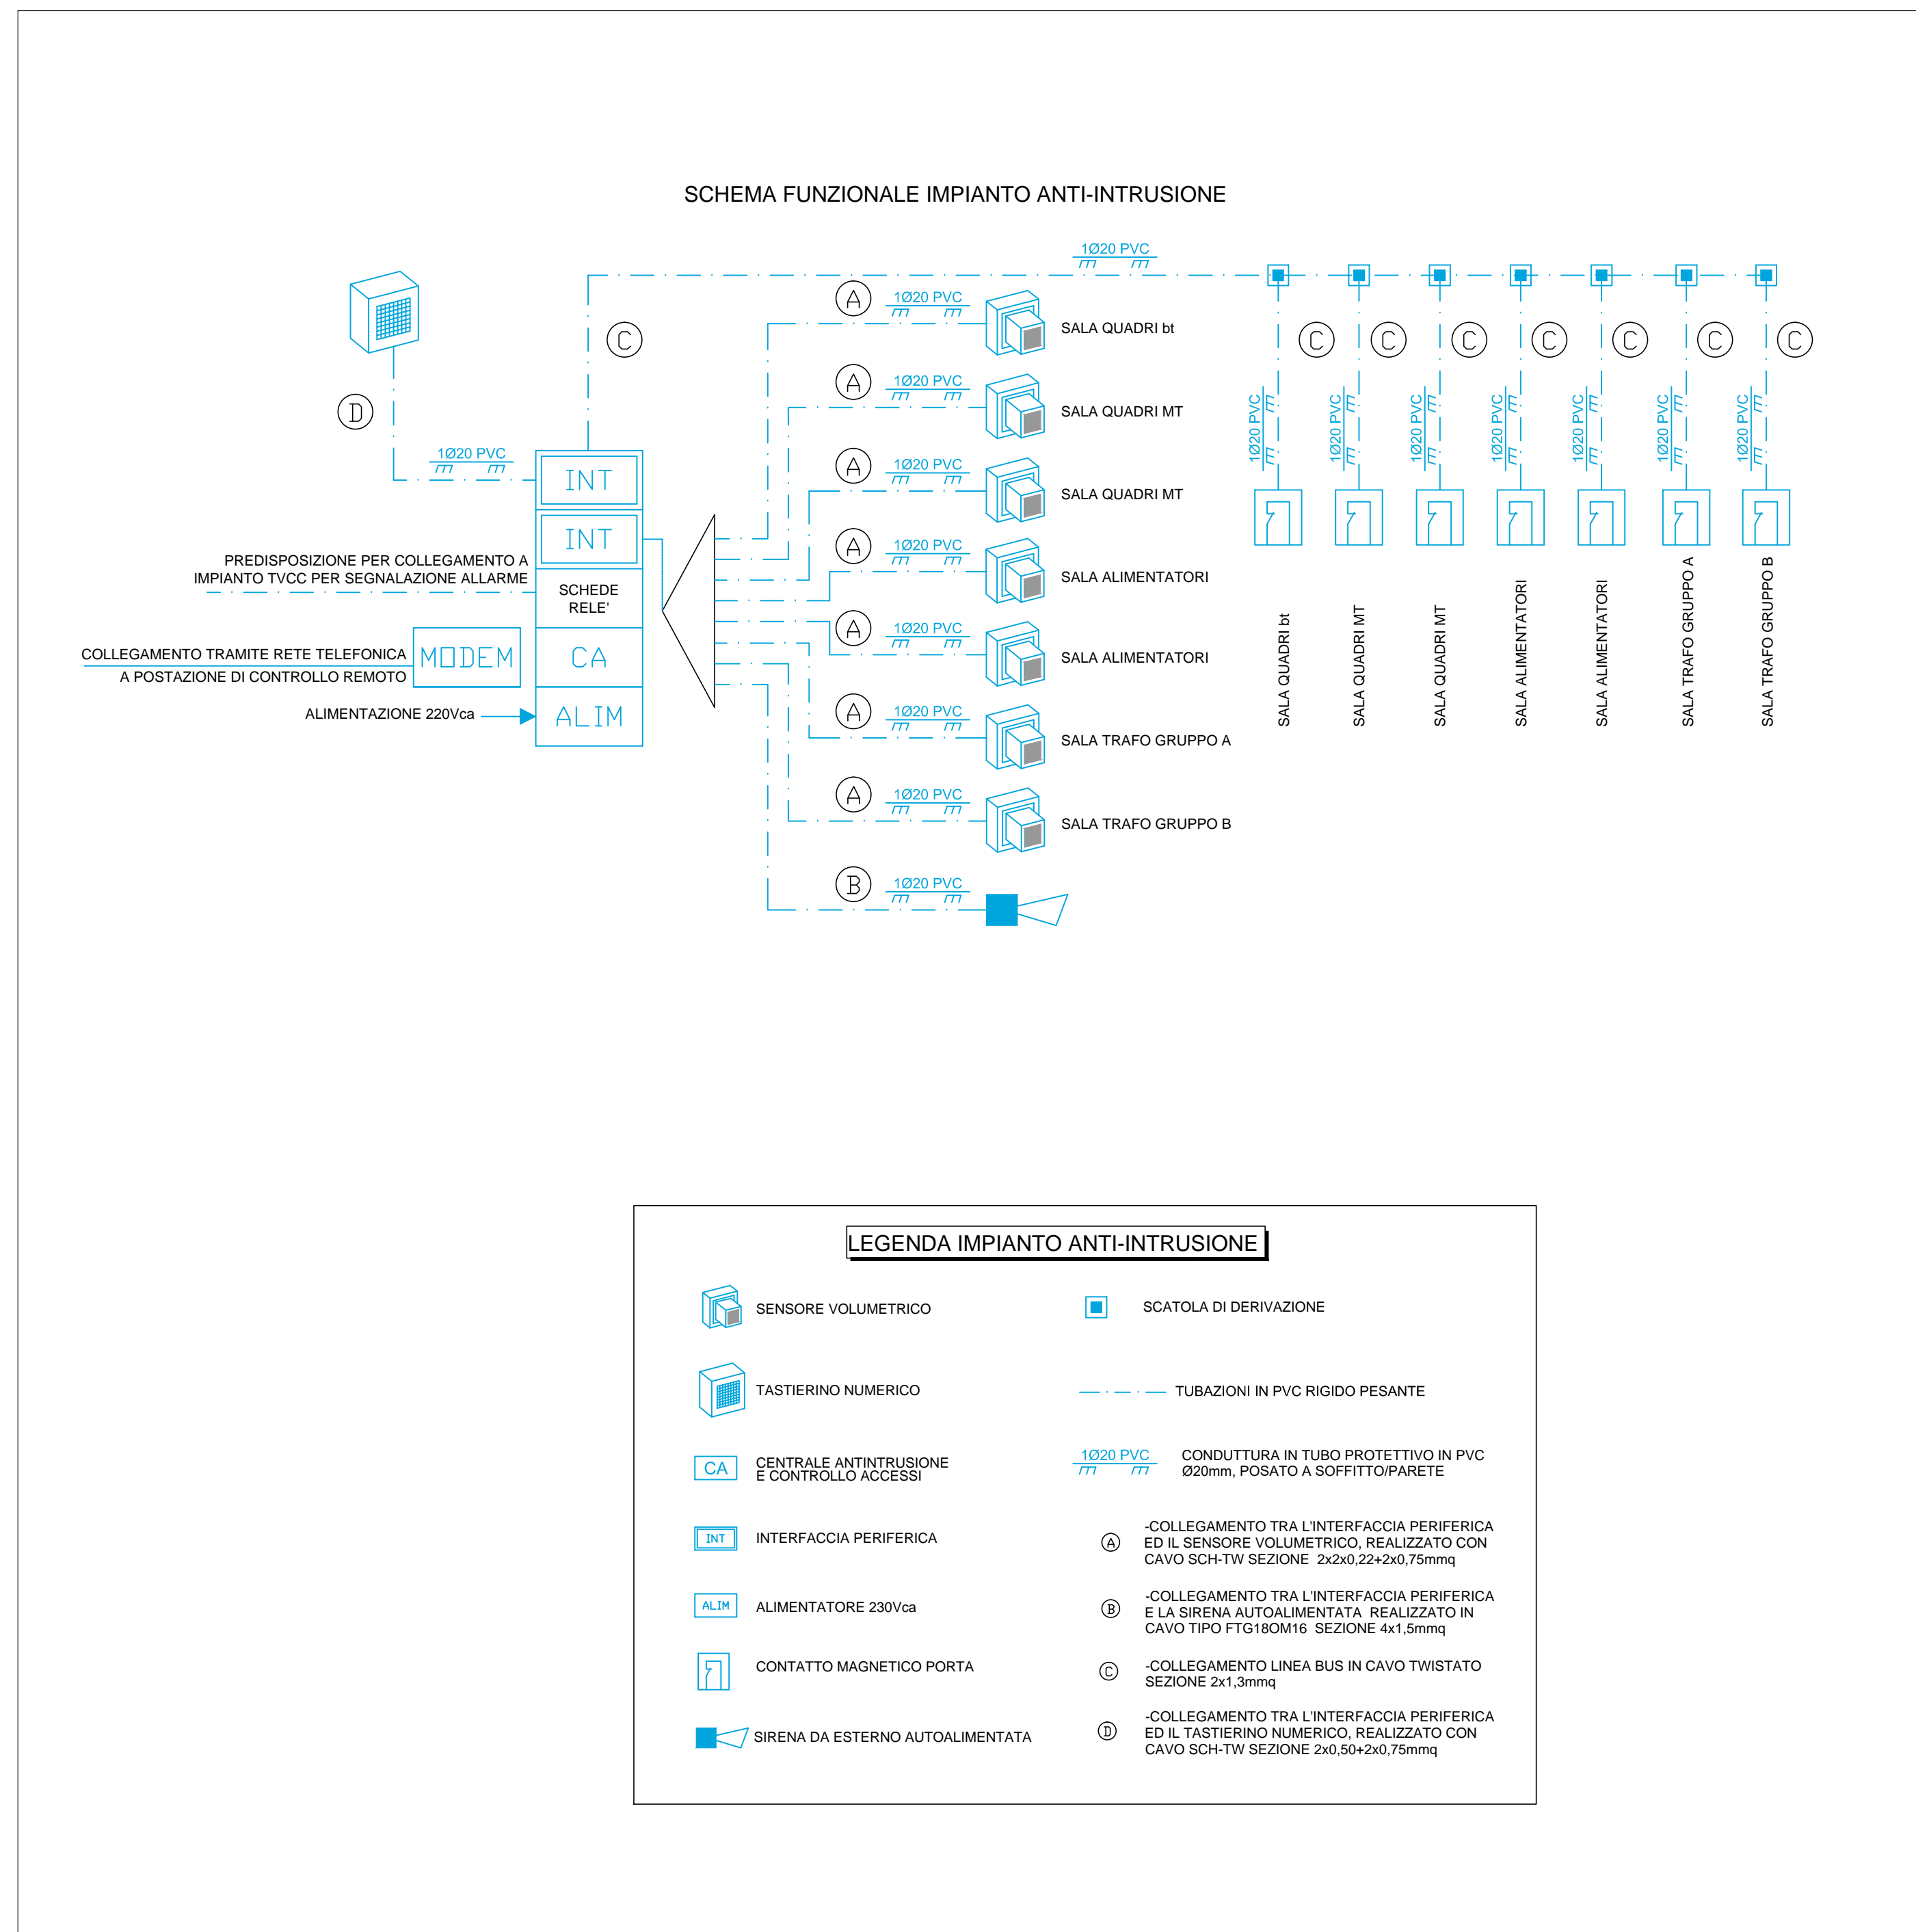 SCHEMA FUNZIONALE IMPIANTO ANTI-INTRUSIONE
1Ø20 PVC
A
1Ø20 PVC
SALA QUADRI bt
C
C
C
C
C
C
C
C
A
1Ø20 PVC
SALA QUADRI MT
D
1Ø20 PVC
1Ø20 PVC
1Ø20 PVC
1Ø20 PVC
1Ø20 PVC
1Ø20 PVC
1Ø20 PVC
1Ø20 PVC
INT
A
1Ø20 PVC
SALA QUADRI MT
INT
A
1Ø20 PVC
SALA ALIMENTATORI
PREDISPOSIZIONE PER COLLEGAMENTO A
IMPIANTO TVCC PER SEGNALAZIONE ALLARME
SCHEDE
RELE'
A
1Ø20 PVC
SALA ALIMENTATORI
SALA QUADRI bt
SALA QUADRI MT
SALA QUADRI MT
SALA ALIMENTATORI
SALA ALIMENTATORI
SALA TRAFO GRUPPO A
SALA TRAFO GRUPPO B
COLLEGAMENTO TRAMITE RETE TELEFONICA
A POSTAZIONE DI CONTROLLO REMOTO
MODEM
CA
ALIMENTAZIONE 220Vca
ALIM
A
1Ø20 PVC
SALA TRAFO GRUPPO A
A
1Ø20 PVC
SALA TRAFO GRUPPO B
B
1Ø20 PVC
LEGENDA IMPIANTO ANTI-INTRUSIONE
SENSORE VOLUMETRICO
TASTIERINO NUMERICO
CA
CENTRALE ANTINTRUSIONE
E CONTROLLO ACCESSI
INT
INTERFACCIA PERIFERICA
ALIM
ALIMENTATORE 230Vca
CONTATTO MAGNETICO PORTA
SIRENA DA ESTERNO AUTOALIMENTATA
SCATOLA DI DERIVAZIONE
TUBAZIONI IN PVC RIGIDO PESANTE
1Ø20 PVC
CONDUTTURA IN TUBO PROTETTIVO IN PVC
Ø20mm, POSATO A SOFFITTO/PARETE
A
-COLLEGAMENTO TRA L'INTERFACCIA PERIFERICA
ED IL SENSORE VOLUMETRICO, REALIZZATO CON
CAVO SCH-TW SEZIONE 2x2x0,22+2x0,75mmq
B
-COLLEGAMENTO TRA L'INTERFACCIA PERIFERICA
E LA SIRENA AUTOALIMENTATA REALIZZATO IN
CAVO TIPO FTG18OM16 SEZIONE 4x1,5mmq
C
-COLLEGAMENTO LINEA BUS IN CAVO TWISTATO
SEZIONE 2x1,3mmq
D
-COLLEGAMENTO TRA L'INTERFACCIA PERIFERICA
ED IL TASTIERINO NUMERICO, REALIZZATO CON
CAVO SCH-TW SEZIONE 2x0,50+2x0,75mmq